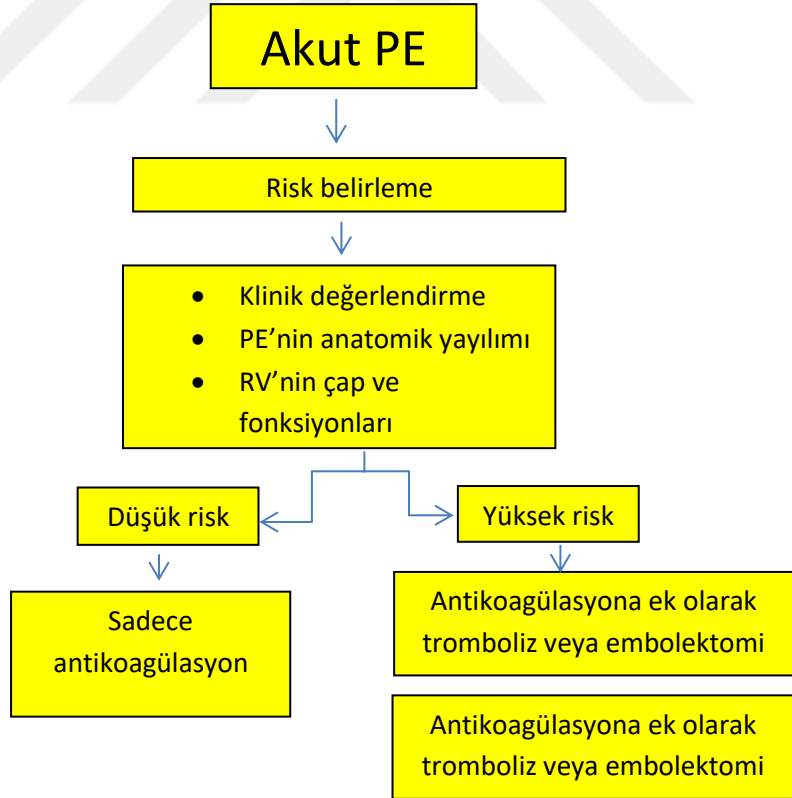 Akut PE
Risk belirleme
• Klinik değerlendirme
• PE’nin anatomik yayılımı
• RV’nin çap ve
fonksiyonları
Düşük risk
Yüksek risk
Sadece
antikoagülasyon
Antikoagülasyona ek olarak
tromboliz veya embolektomi
Antikoagülasyona ek olarak
tromboliz veya embolektomi